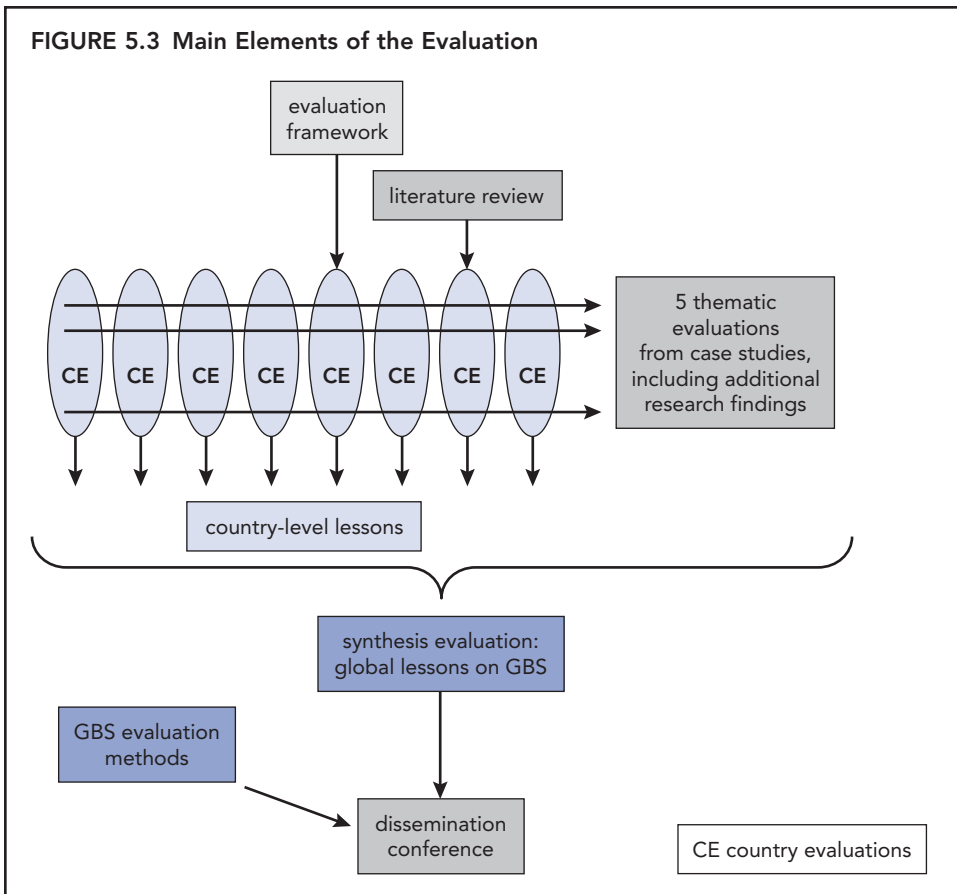 FIGURE 5.3 Main Elements of the Evaluation
evaluation
framework
literature review
CE CE CE CE CE CE CE CE
5 thematic
evaluations
from case studies,
including additional
research findings
country-level lessons
synthesis evaluation:
global lessons on GBS
GBS evaluation
methods
dissemination
conference
CE country evaluations